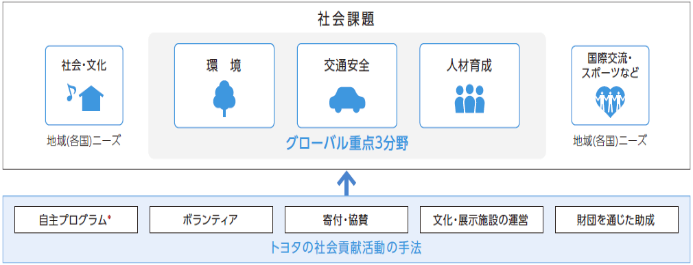 社会課題
社会・文化
環 境
交通安全
人材育成
国際交流・
スポーツなど
地域(各国)ニーズ
グローバル重点3分野
地域(各国)ニーズ
自主プログラム*
ボランティア
寄付・協賛
文化・展示施設の運営
財団を通じた助成
トヨタの社会貢献活動の手法